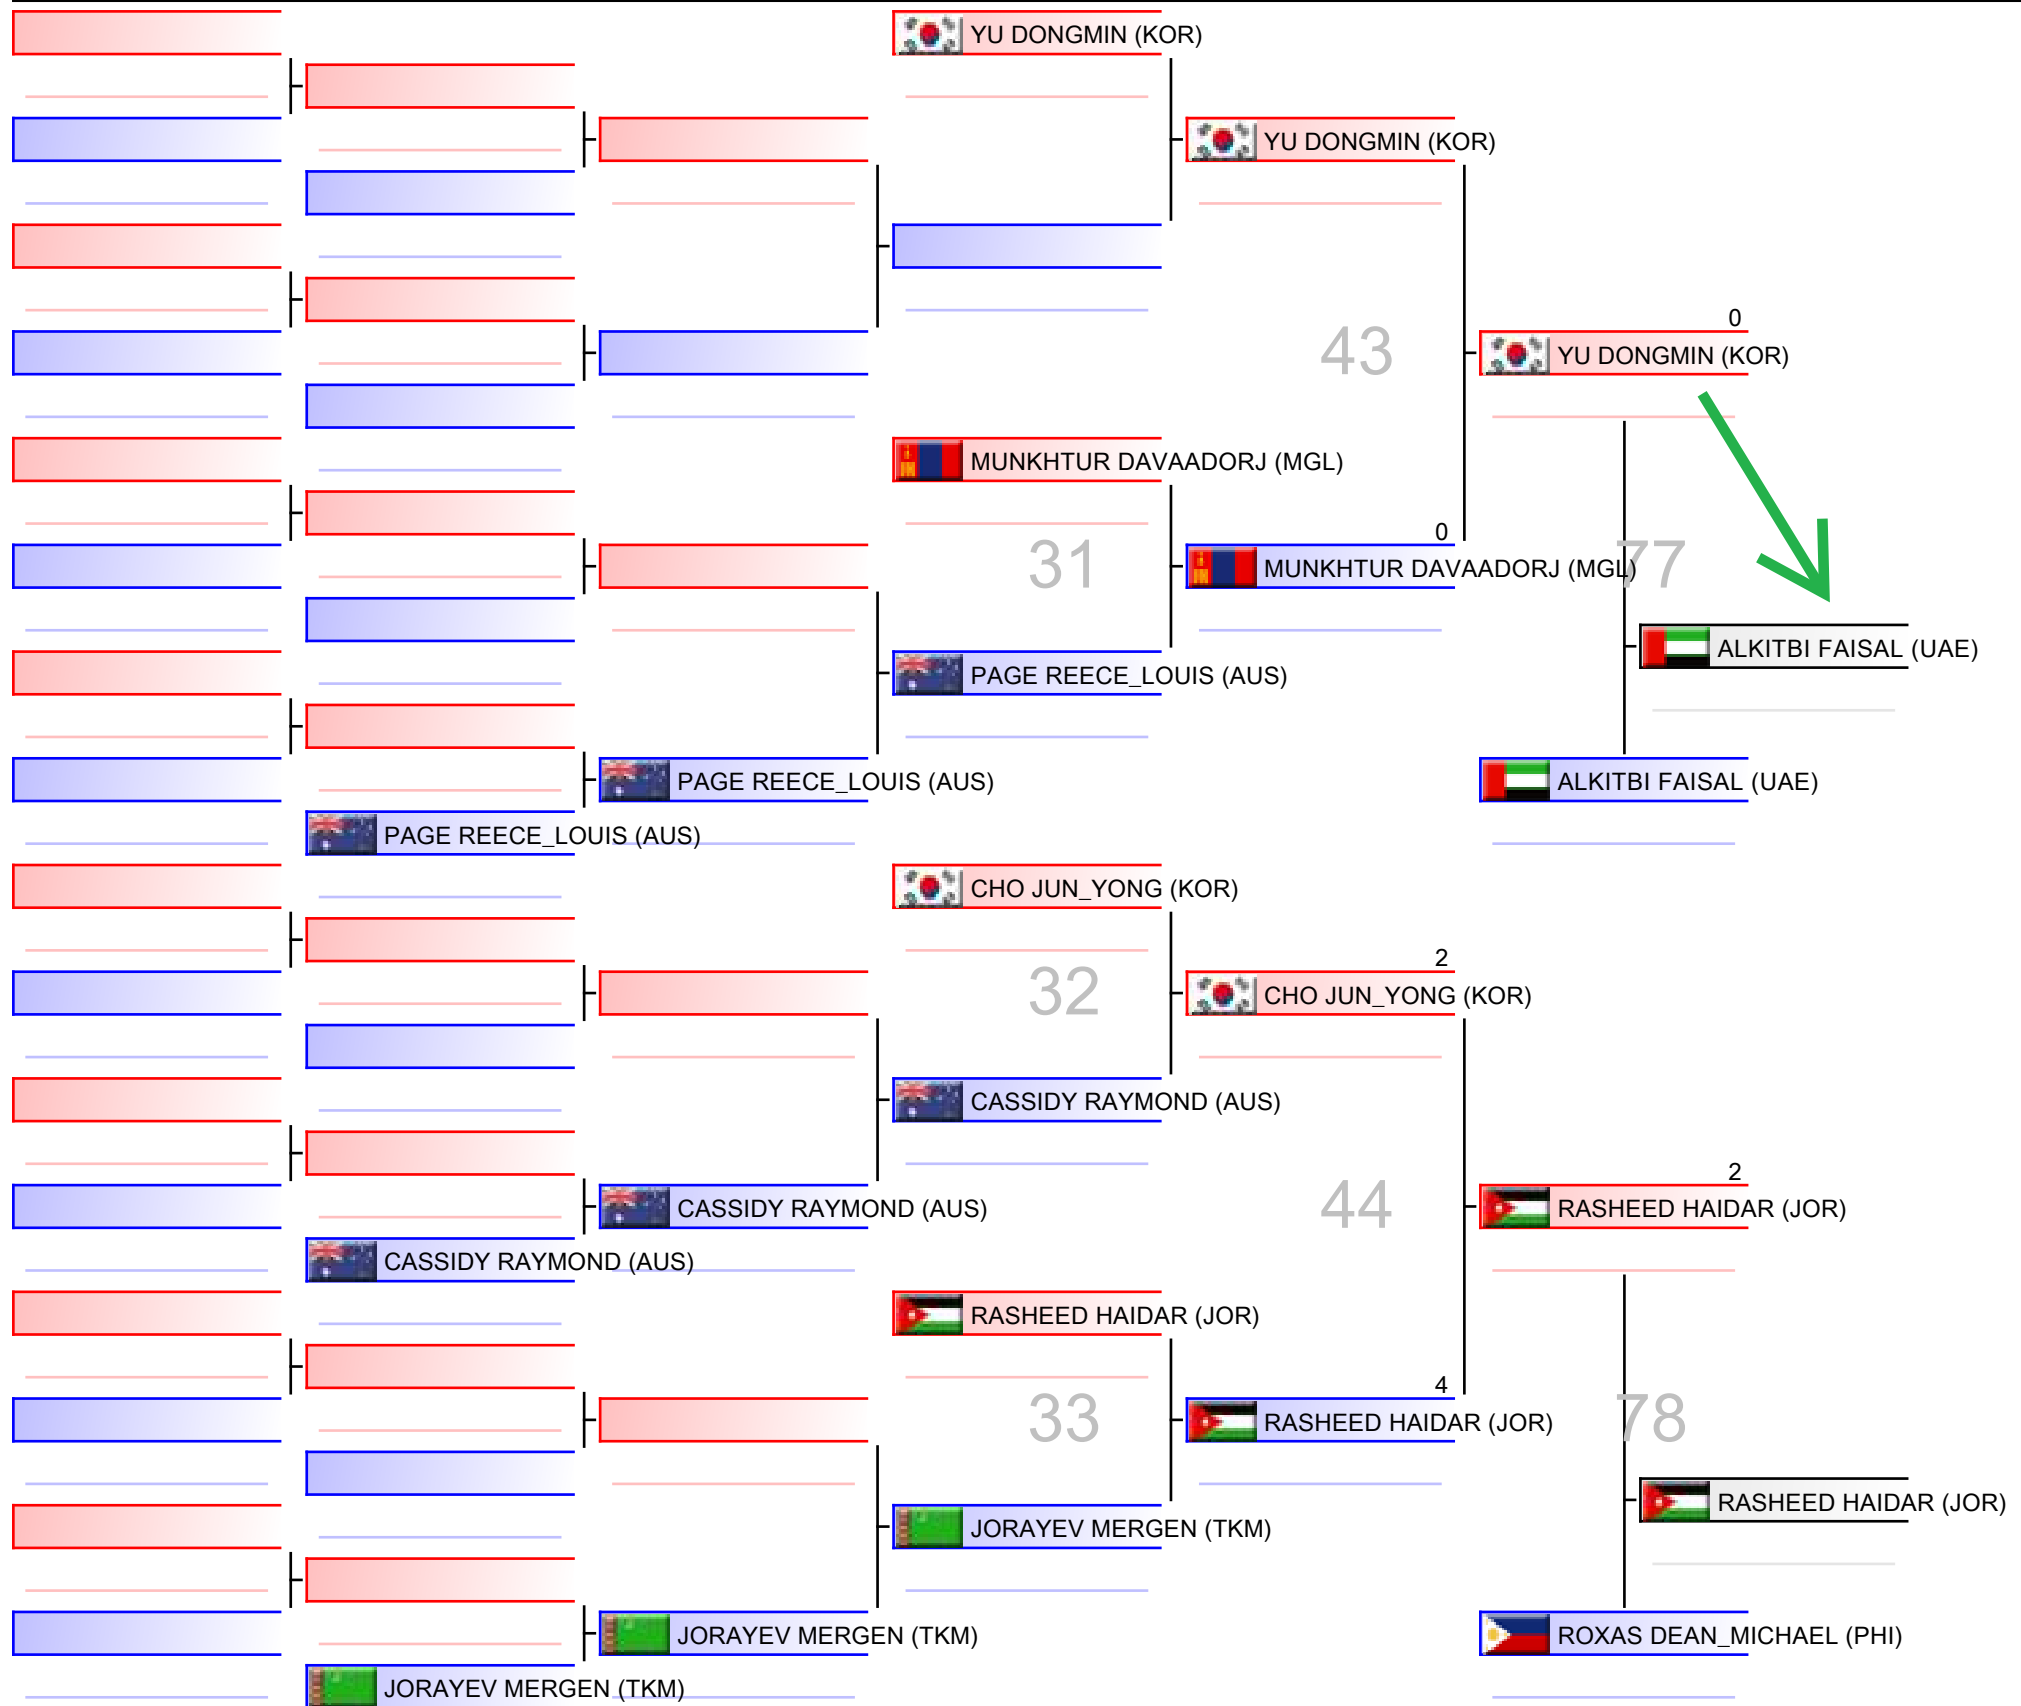 YU DONGMIN (KOR)
YU DONGMIN (KOR)
0
43
YU DONGMIN (KOR)
MUNKHTUR DAVAADORJ (MGL)
0
31
77
MUNKHTUR DAVAADORJ (MGL)
ALKITBI FAISAL (UAE)
PAGE REECE_LOUIS (AUS)
PAGE REECE_LOUIS (AUS)
ALKITBI FAISAL (UAE)
PAGE REECE_LOUIS (AUS)
CHO JUN_YONG (KOR)
2
32
CHO JUN_YONG (KOR)
CASSIDY RAYMOND (AUS)
2
44
CASSIDY RAYMOND (AUS)
RASHEED HAIDAR (JOR)
CASSIDY RAYMOND (AUS)
RASHEED HAIDAR (JOR)
4
33
RASHEED HAIDAR (JOR)
78
RASHEED HAIDAR (JOR)
JORAYEV MERGEN (TKM)
JORAYEV MERGEN (TKM)
ROXAS DEAN_MICHAEL (PHI)
JORAYEV MERGEN (TKM)